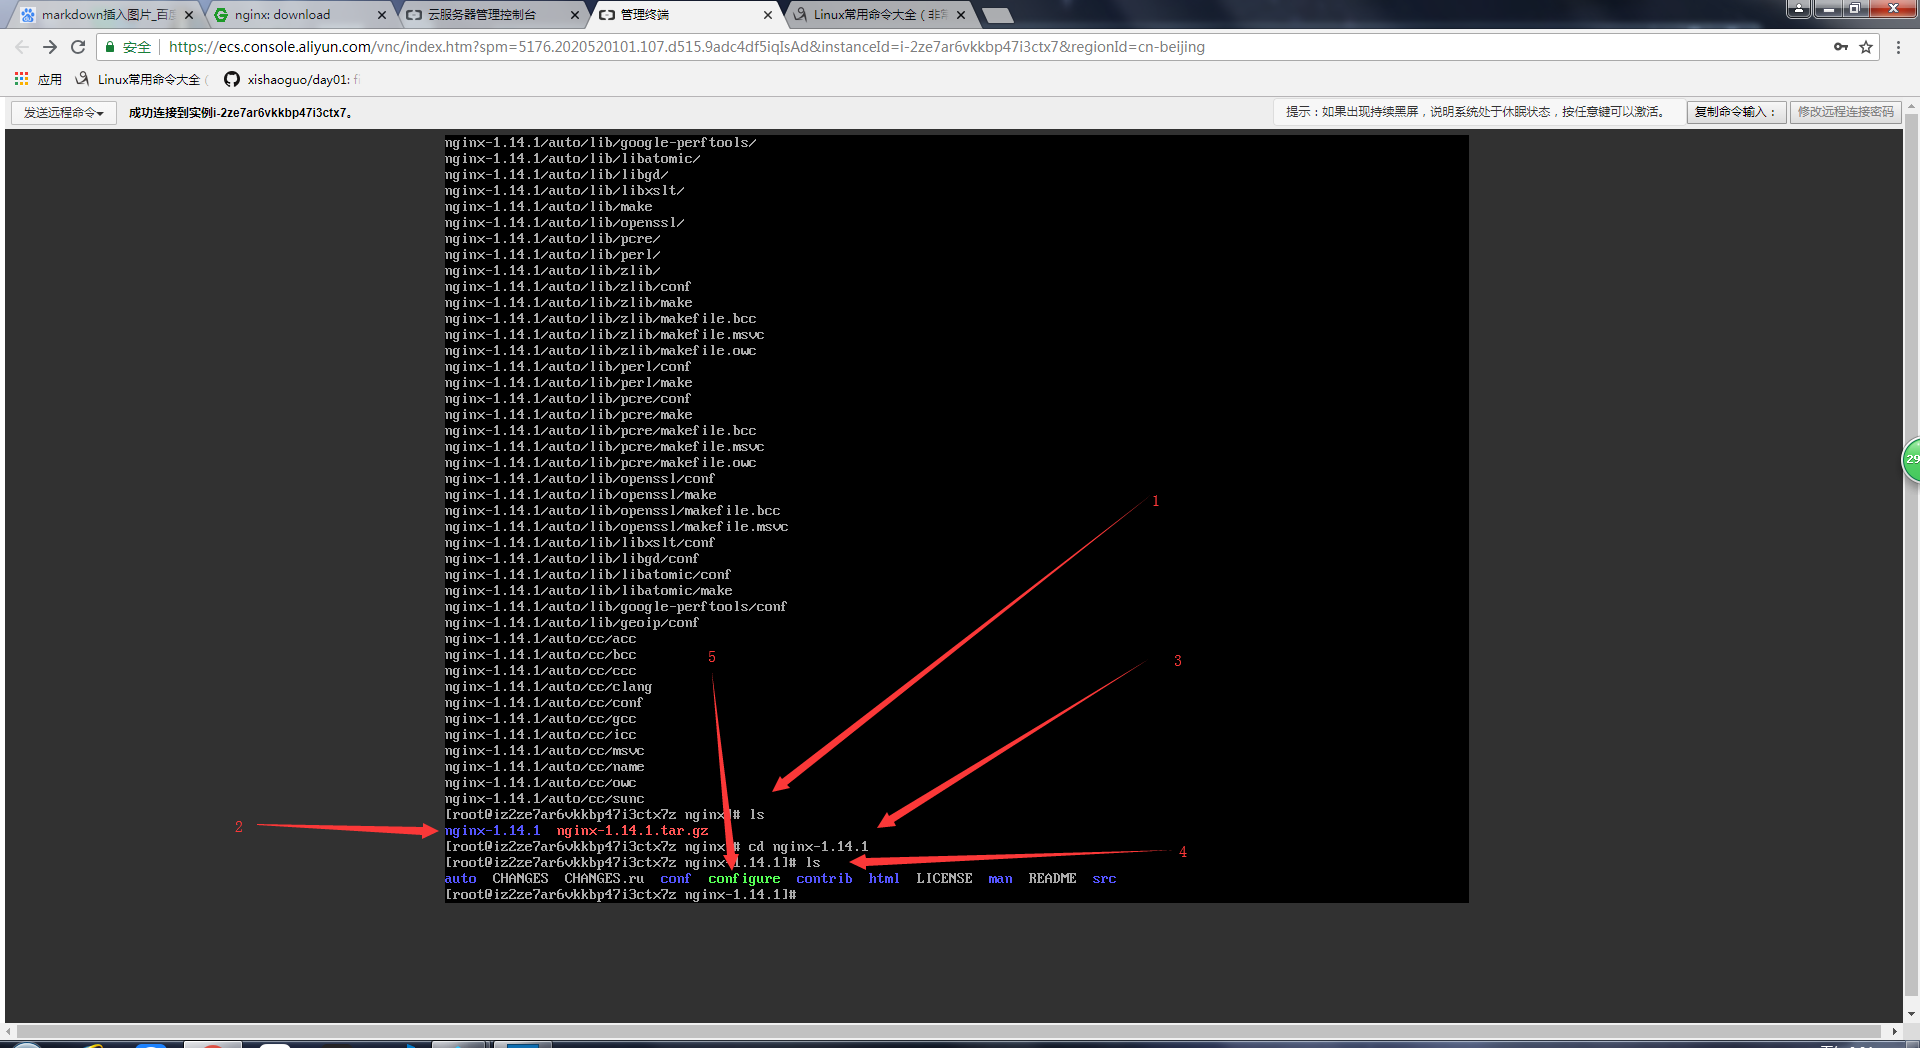 markdown插入图片_百度
nginx: download
云服务器管理控制台
管理终端
Linux常用命令大全（非常
安全
https://ecs.console.aliyun.com/vnc/index.htm?spm=5176.2020520101.107.d515.9adc4df5iqIsAd&instanceId=i-2ze7ar6vkkbp47i3ctx7&regionId=cn-beijing
应用
Linux常用命令大全（
xishaoguo/day01: fi
发送远程命令
成功连接到实例i-2ze7ar6vkkbp47i3ctx7。
提示：如果出现持续黑屏，说明系统处于休眠状态，按任意键可以激活。
复制命令输入：
修改远程连接密码
nginx-1.14.1/auto/lib/google-perftools/
nginx-1.14.1/auto/lib/libatomic/
nginx-1.14.1/auto/lib/libgd/
nginx-1.14.1/auto/lib/libxslt/
nginx-1.14.1/auto/lib/make
nginx-1.14.1/auto/lib/openssl/
nginx-1.14.1/auto/lib/pcre/
nginx-1.14.1/auto/lib/perl/
nginx-1.14.1/auto/lib/zlib/
nginx-1.14.1/auto/lib/zlib/conf
nginx-1.14.1/auto/lib/zlib/make
nginx-1.14.1/auto/lib/zlib/makefile.bcc
nginx-1.14.1/auto/lib/zlib/makefile.msvc
nginx-1.14.1/auto/lib/zlib/makefile.owc
nginx-1.14.1/auto/lib/perl/conf
nginx-1.14.1/auto/lib/perl/make
nginx-1.14.1/auto/lib/pcre/conf
nginx-1.14.1/auto/lib/pcre/make
nginx-1.14.1/auto/lib/pcre/makefile.bcc
nginx-1.14.1/auto/lib/pcre/makefile.msvc
nginx-1.14.1/auto/lib/pcre/makefile.owc
nginx-1.14.1/auto/lib/openssl/conf
nginx-1.14.1/auto/lib/openssl/make
nginx-1.14.1/auto/lib/openssl/makefile.bcc
nginx-1.14.1/auto/lib/openssl/makefile.msvc
nginx-1.14.1/auto/lib/libxslt/conf
nginx-1.14.1/auto/lib/libgd/conf
nginx-1.14.1/auto/lib/libatomic/conf
nginx-1.14.1/auto/lib/libatomic/make
nginx-1.14.1/auto/lib/google-perftools/conf
nginx-1.14.1/auto/lib/geoip/conf
nginx-1.14.1/auto/cc/acc
nginx-1.14.1/auto/cc/bcc
nginx-1.14.1/auto/cc/ccc
nginx-1.14.1/auto/cc/clang
nginx-1.14.1/auto/cc/conf
nginx-1.14.1/auto/cc/gcc
nginx-1.14.1/auto/cc/icc
nginx-1.14.1/auto/cc/msvc
nginx-1.14.1/auto/cc/name
nginx-1.14.1/auto/cc/owc
nginx-1.14.1/auto/cc/sunc
[root@iz2ze7ar6vkkbp47i3ctx7z nginx]# ls
nginx-1.14.1  nginx-1.14.1.tar.gz
[root@iz2ze7ar6vkkbp47i3ctx7z nginx]# cd nginx-1.14.1
[root@iz2ze7ar6vkkbp47i3ctx7z nginx-1.14.1]# ls
auto  CHANGES  CHANGES.ru  conf  configure  contrib  html  LICENSE  man  README  src
[root@iz2ze7ar6vkkbp47i3ctx7z nginx-1.14.1]#
1
5
3
2
4
29